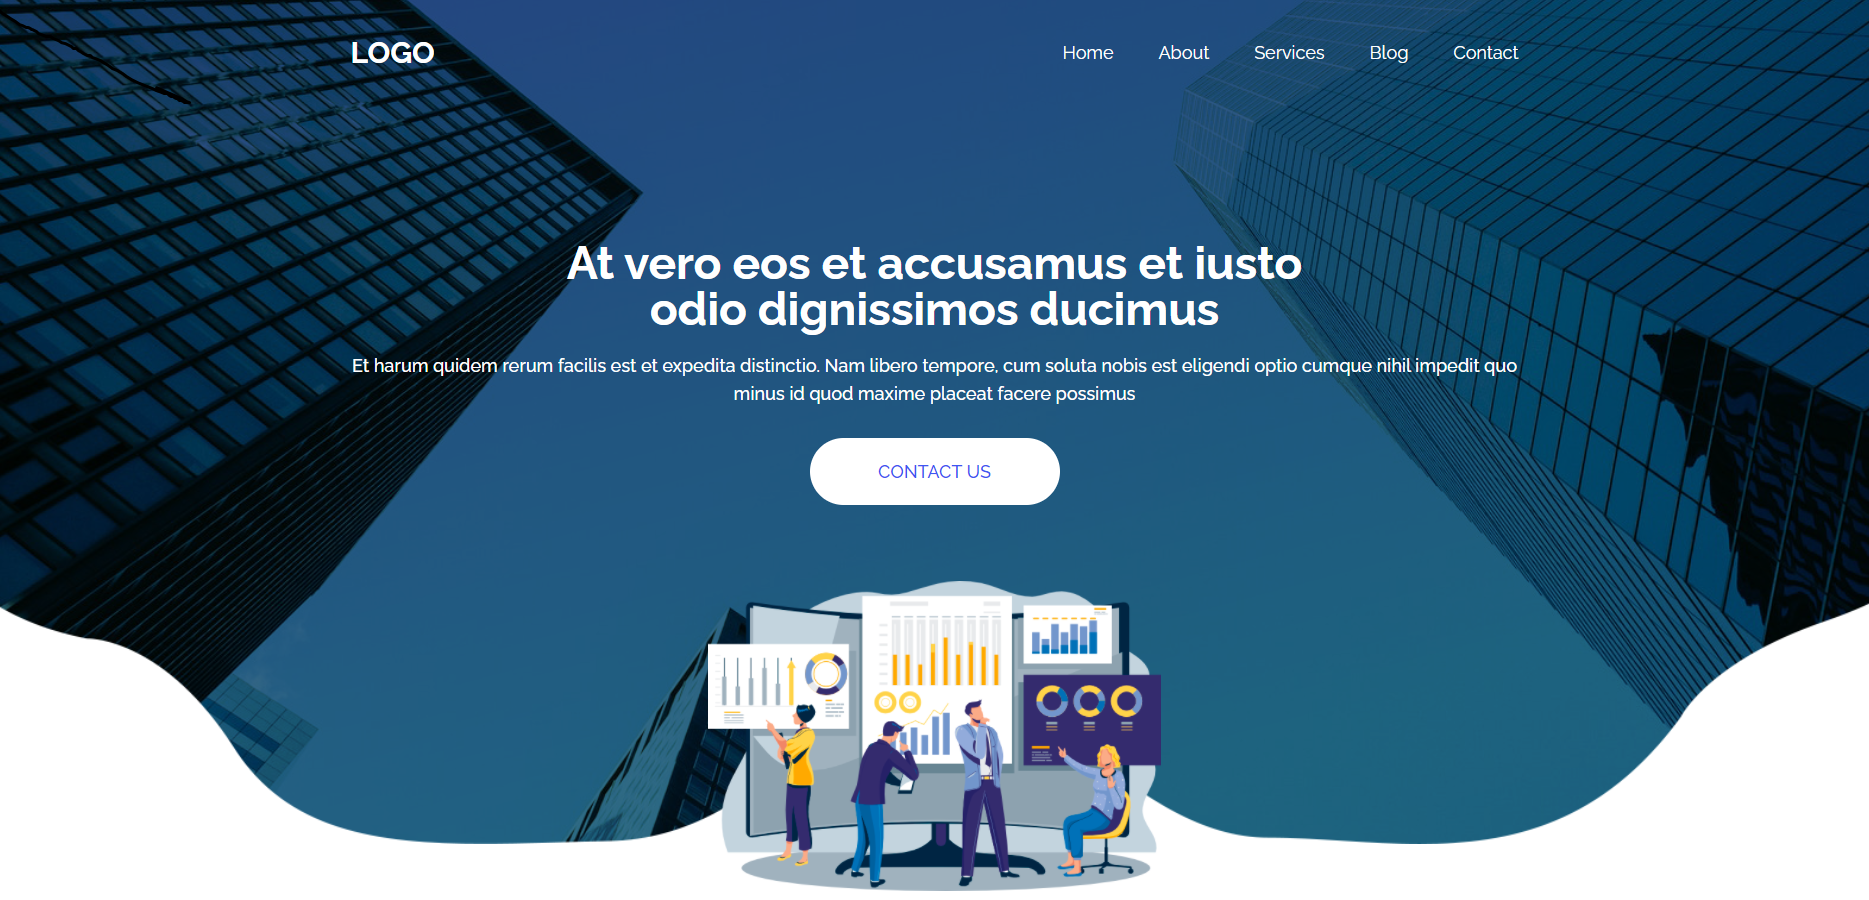 LOGO
Home About Services Blog Contact
At vero eos et accusamus et iusto
odio dignissimos ducimus
Et harum quidem rerum facilis est et expedita distinctio. Nam libero tempore, cum soluta nobis est eligendi optio cumque nihil impedit quo
minus id quod maxime placeat facere possimus
CONTACT US